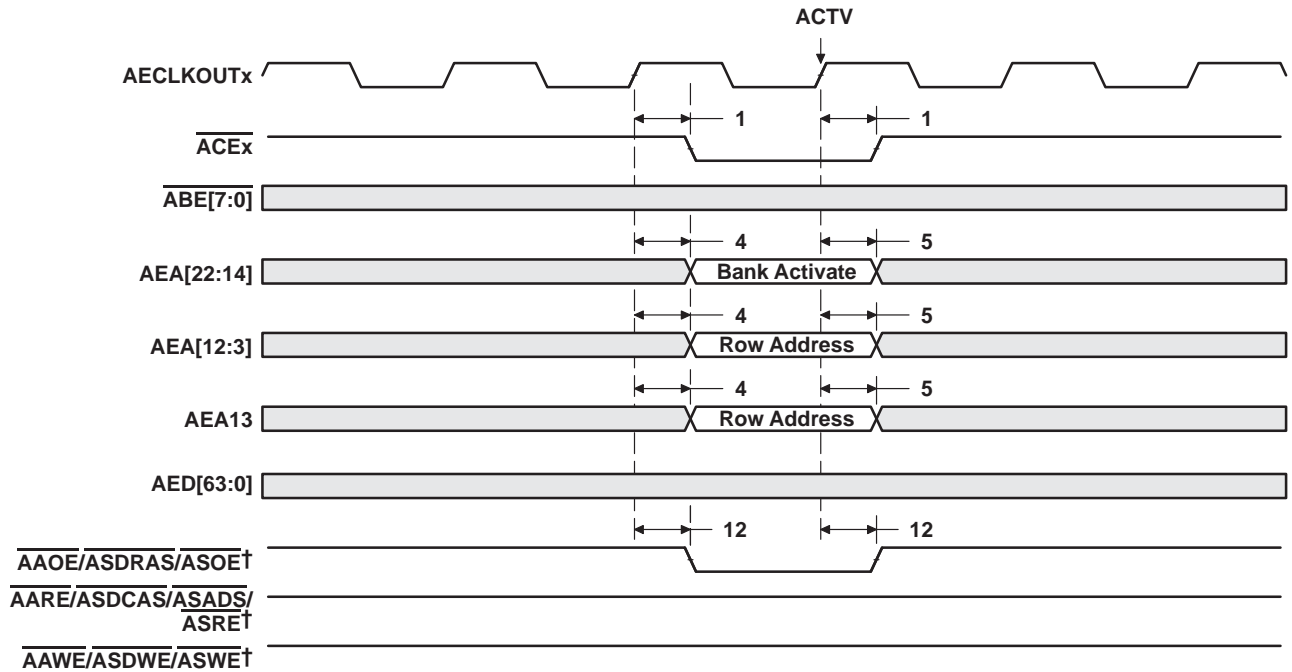 ACTV
AECLKOUTx
1 1
ACEx
ABE[7:0]
4 5
AEA[22:14] Bank Activate
4 5
AEA[12:3] Row Address
4 5
AEA13 Row Address
AED[63:0]
12 12
AAOE/ASDRAS/ASOE†
AARE/ASDCAS/ASADS/
ASRE†
AAWE/ASDWE/ASWE†